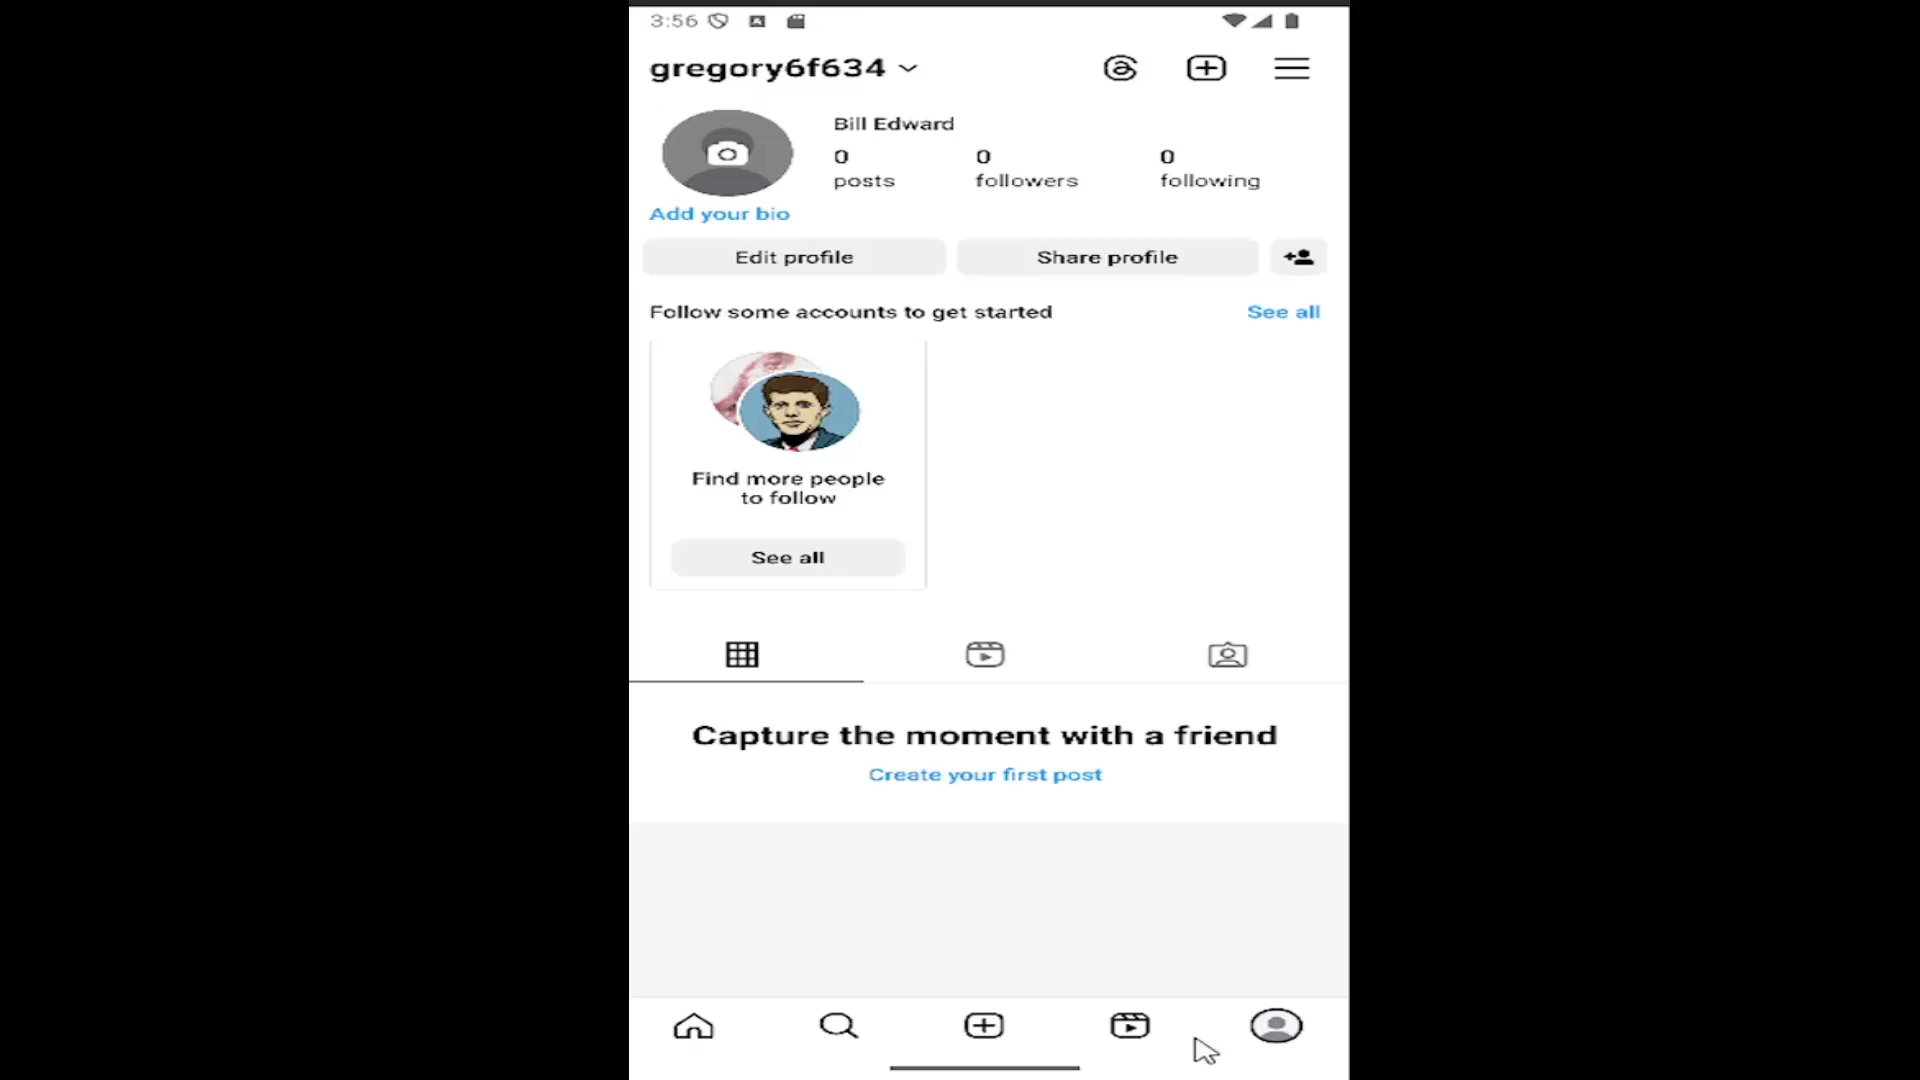 3:56
gregory6f634
Bill Edward
0 0 0
posts followers following
Add your bio
Edit profile Share profile
Follow some accounts to get started See all
Find more people
to follow
See all
Capture the moment with a friend
Create your first post